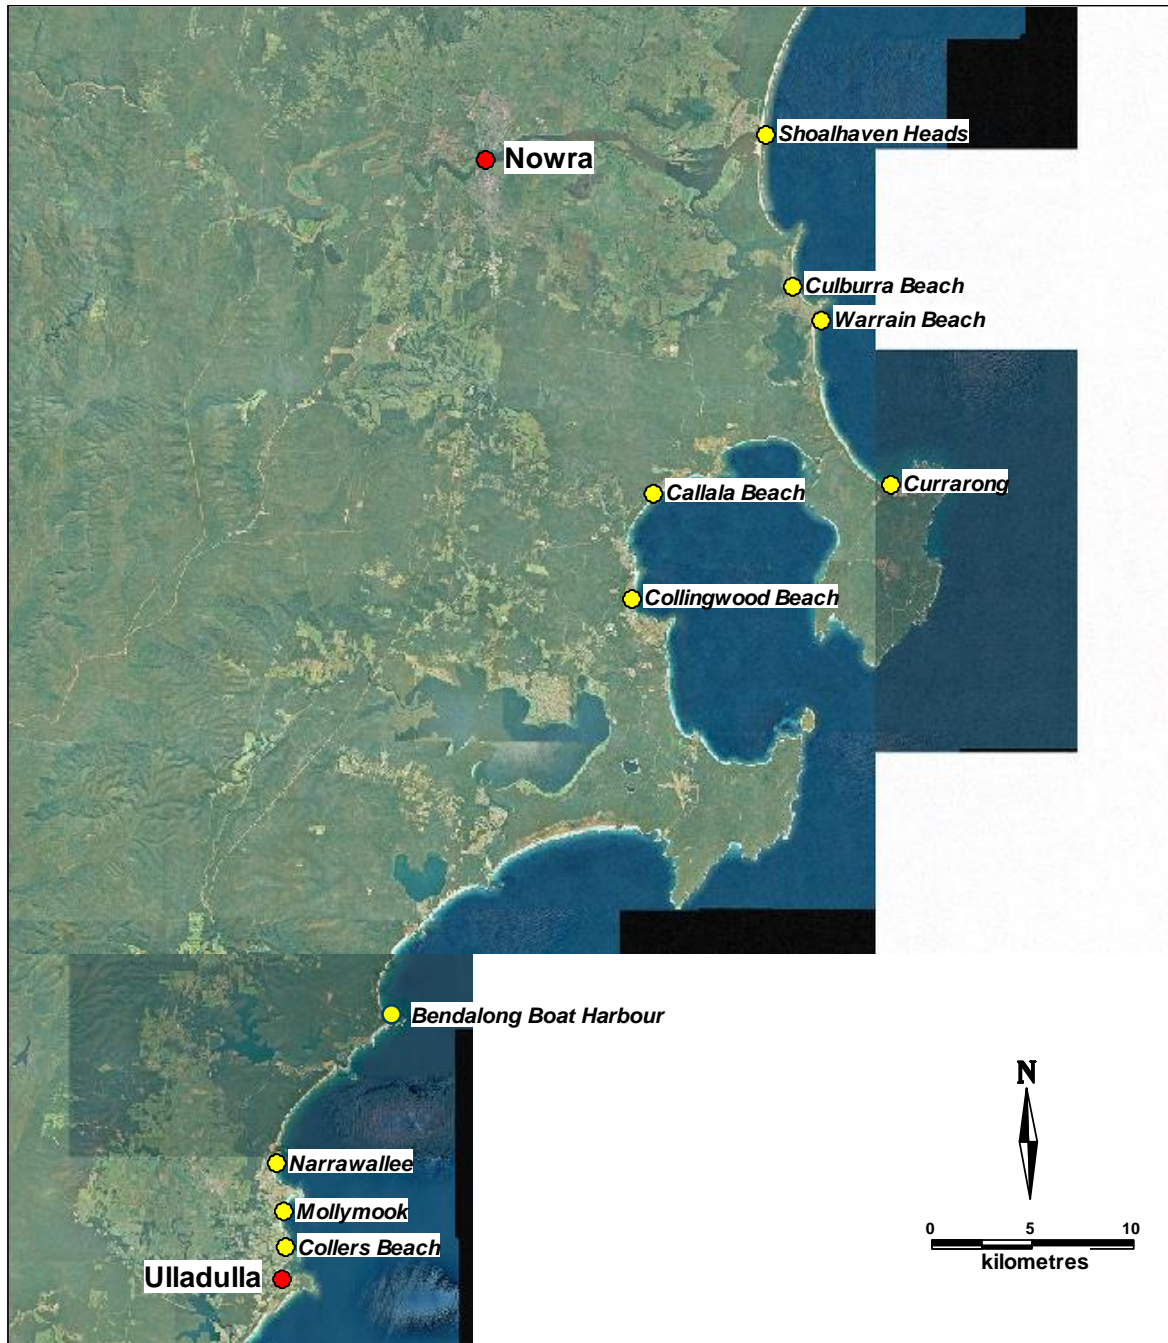 Shoalhaven Heads
Nowra
Culburra Beach
Warrain Beach
Currarong
Callala Beach
Collingwood Beach
Bendalong Boat Harbour
N
Narrawallee
Mollymook
Collers Beach
Ulladulla
0 5 10
kilometres